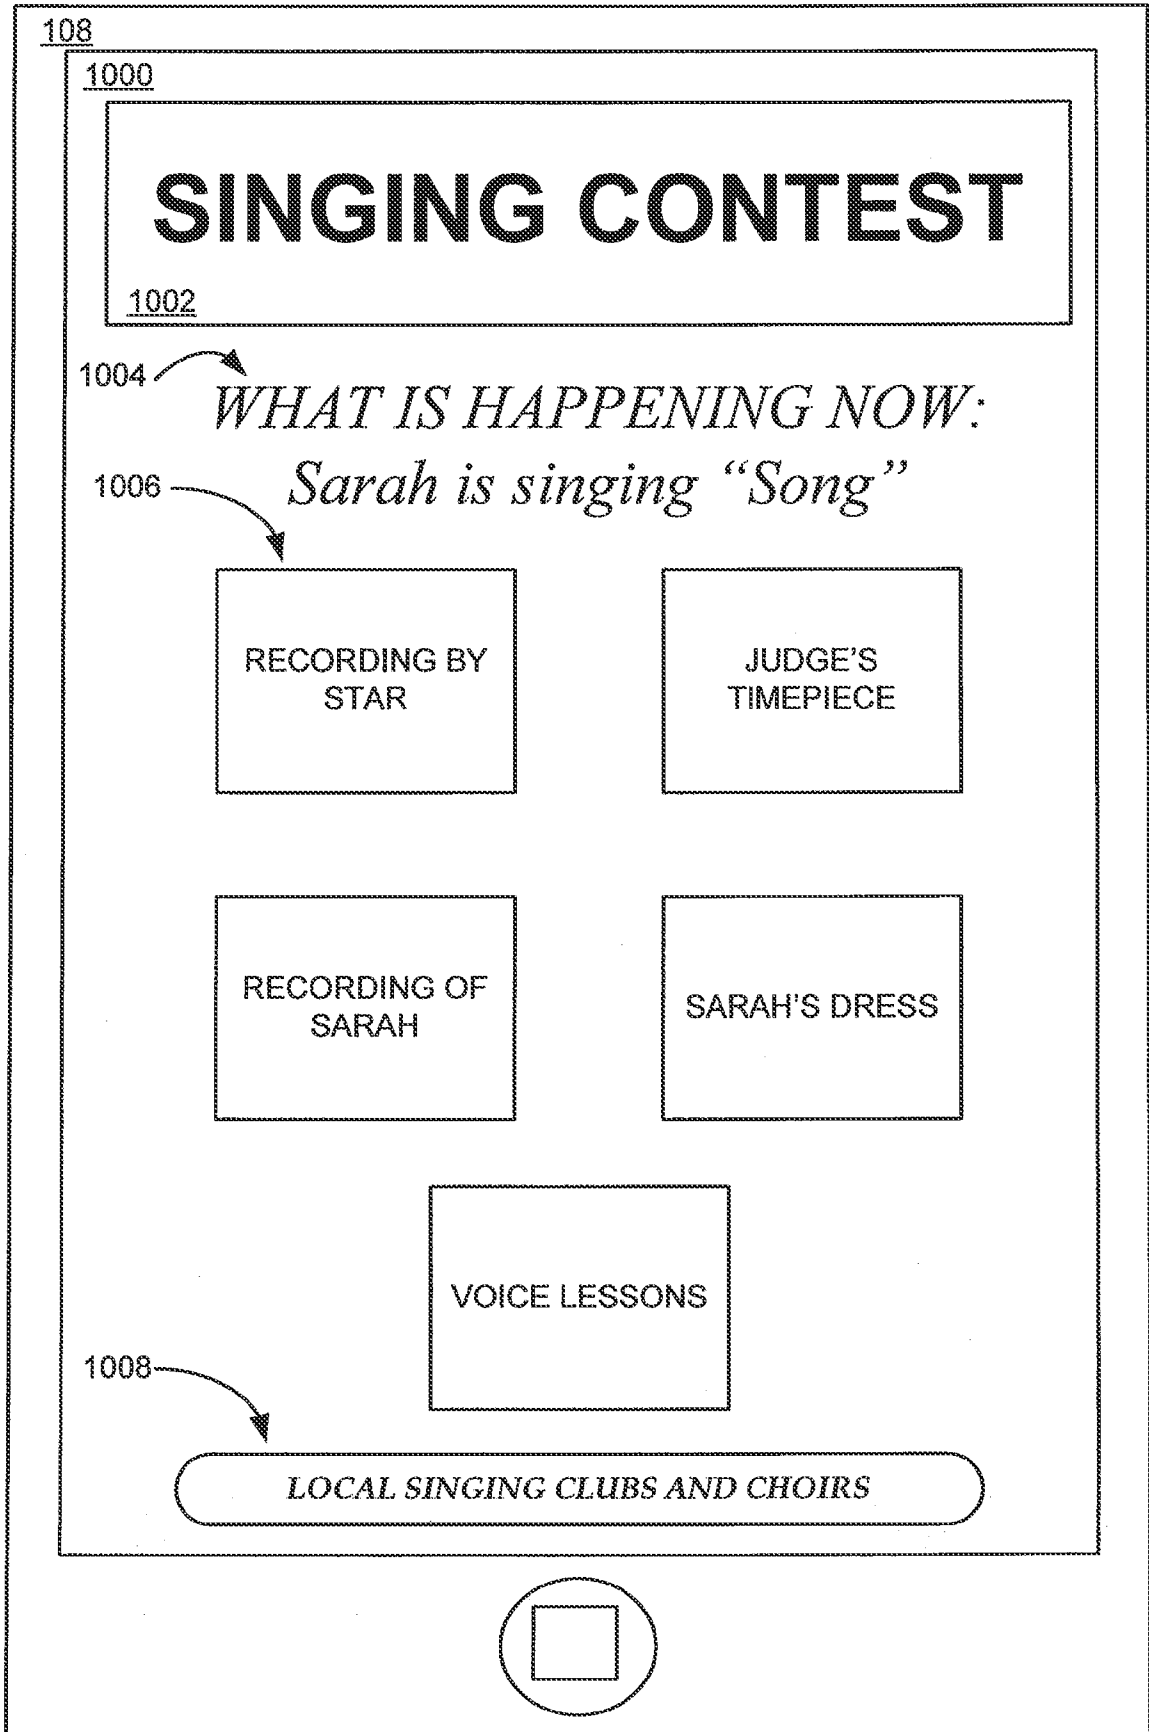 108
1000
SINGING CONTEST
1002
1004
WHAT IS HAPPENING NOW:
1006
Sarah is singing “Song”
RECORDING BY
STAR
JUDGE'S
TIMEPIECE
RECORDING OF
SARAH
SARAH'S DRESS
VOICE LESSONS
1008
LOCAL SINGING CLUBS AND CHOIRS